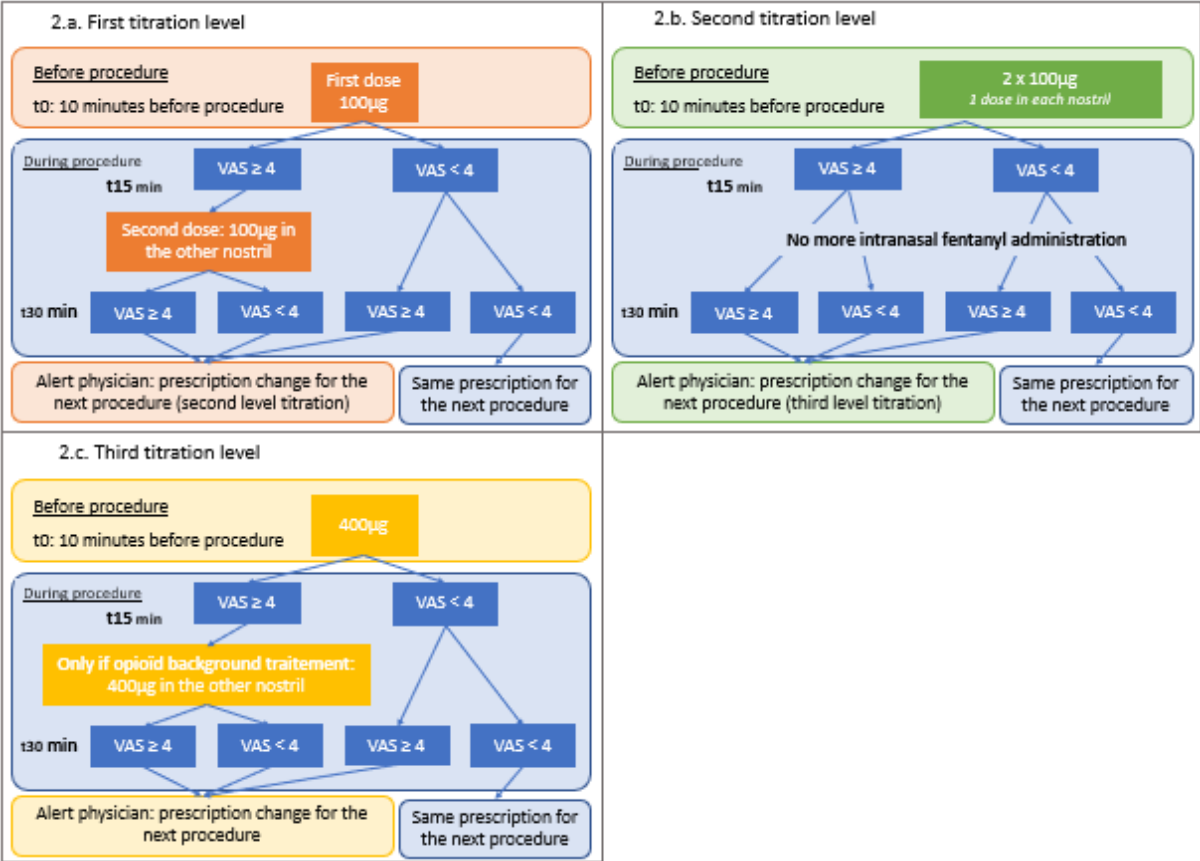 2.a. First titration level
Before procedure
t0: 10 minutes before procedure
First dose
100µg
During procedure
t15 min
VAS ≥ 4
VAS < 4
Second dose: 100µg in
the other nostril
t30 min
VAS ≥ 4
VAS < 4
VAS ≥ 4
VAS < 4
Alert physician: prescription change for the
next procedure (second level titration)
Same prescription for
the next procedure
2.b. Second titration level
Before procedure
t0: 10 minutes before procedure
2 x 100µg
1 dose in each nostril
During procedure
t15 min
VAS ≥ 4
VAS < 4
No more intranasal fentanyl administration
t30 min
VAS ≥ 4
VAS < 4
VAS ≥ 4
VAS < 4
Alert physician: prescription change for the
next procedure (third level titration)
Same prescription for
the next procedure
2.c. Third titration level
Before procedure
t0: 10 minutes before procedure
400µg
During procedure
t15 min
VAS ≥ 4
VAS < 4
Only if opioid background traitement:
400µg in the other nostril
t30 min
VAS ≥ 4
VAS < 4
VAS ≥ 4
VAS < 4
Alert physician: prescription change for the
next procedure
Same prescription for
the next procedure